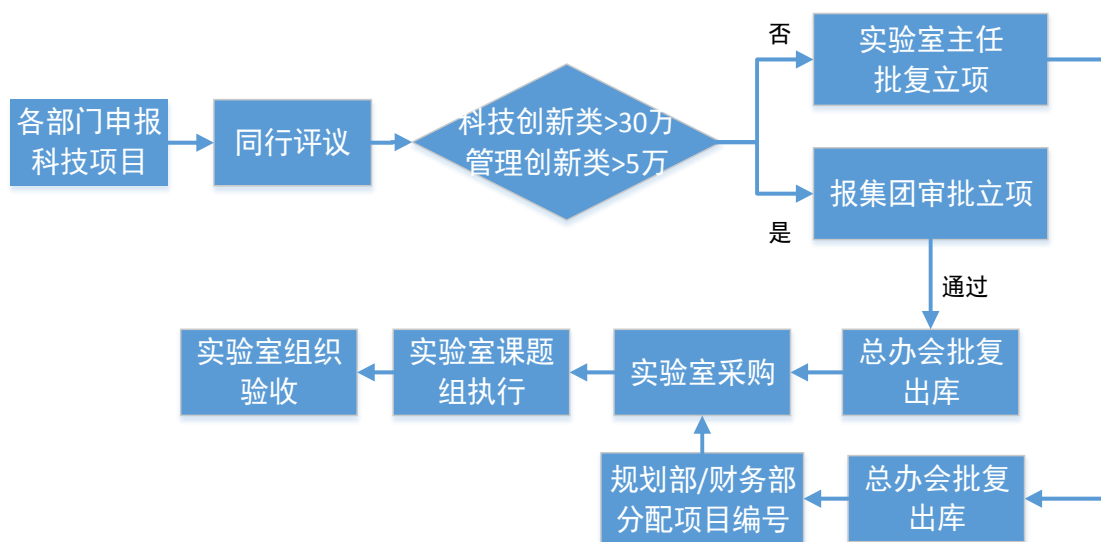 各部门申报
科技项目
同行评议
科技创新类>30万
管理创新类>5万
否
实验室主任
批复立项
是
报集团审批立项
通过
总办会批复
出库
实验室采购
实验室课题
组执行
实验室组织
验收
总办会批复
出库
规划部/财务部
分配项目编号